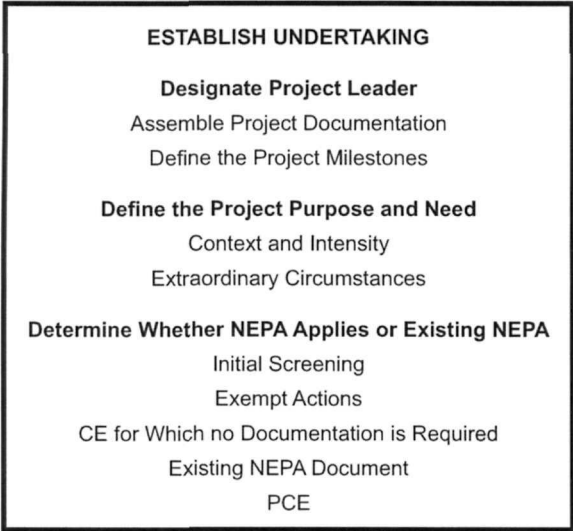 ESTABLISH UNDERTAKING
Designate Project Leader
Assemble Project Documentation
Define the Project Milestones
Define the Project Purpose and Need
Context and Intensity
Extraordinary Circumstances
Determine Whether NEPA Applies or Existing NEPA
Initial Screening
Exempt Actions
CE for Which no Documentation is Required
Existing NEPA Document
PCE